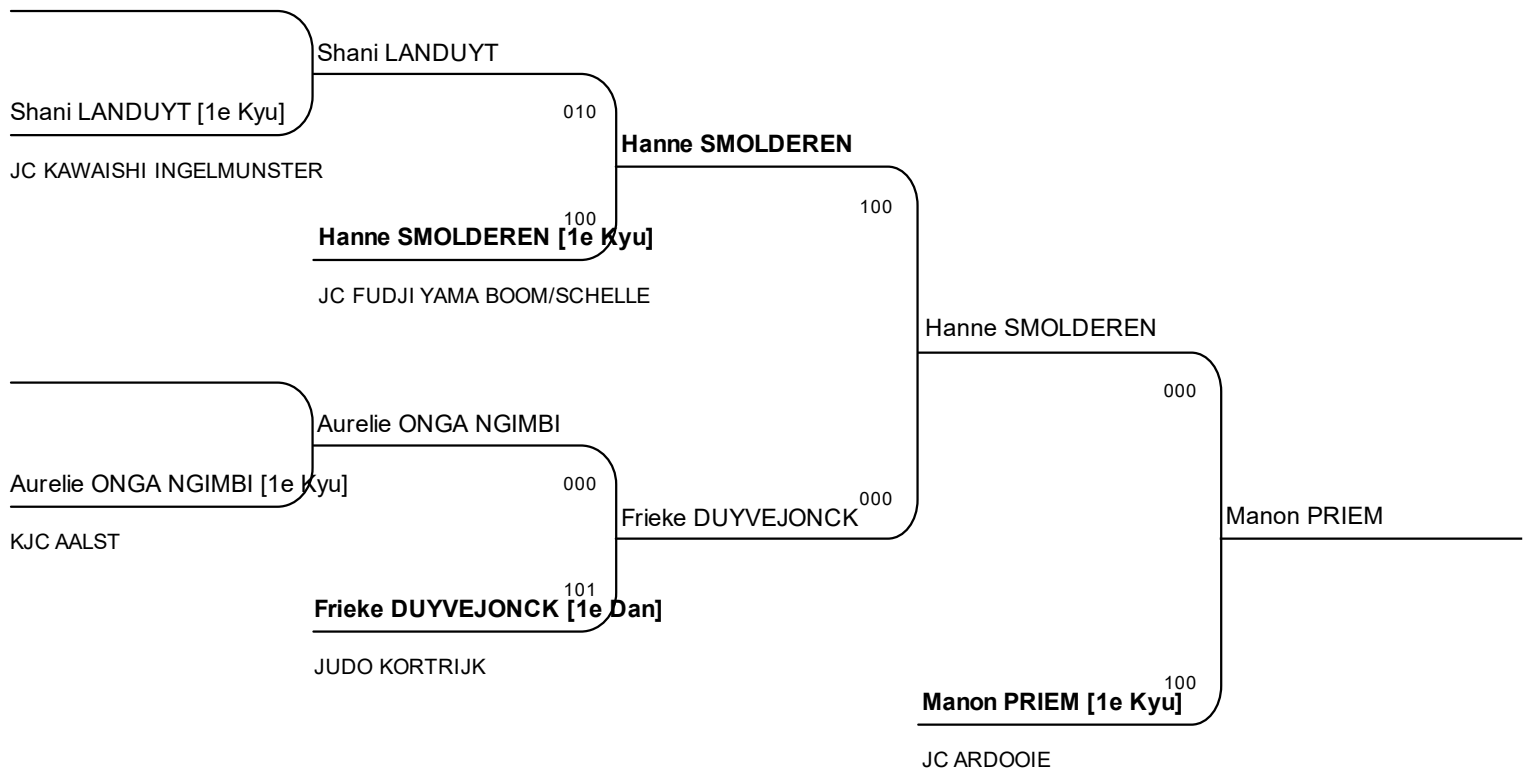 Shani LANDUYT
Shani LANDUYT [1e Kyu]
010
JC KAWAISHI INGELMUNSTER
Hanne SMOLDEREN
100
Hanne SMOLDEREN [1e Kyu]
100
JC FUDJI YAMA BOOM/SCHELLE
Hanne SMOLDEREN
000
Aurelie ONGA NGIMBI
Aurelie ONGA NGIMBI [1e Kyu]
000
KJC AALST
Frieke DUYVEJONCK
000
Manon PRIEM
101
Frieke DUYVEJONCK [1e Dan]
JUDO KORTRIJK
100
Manon PRIEM [1e Kyu]
JC ARDOOIE